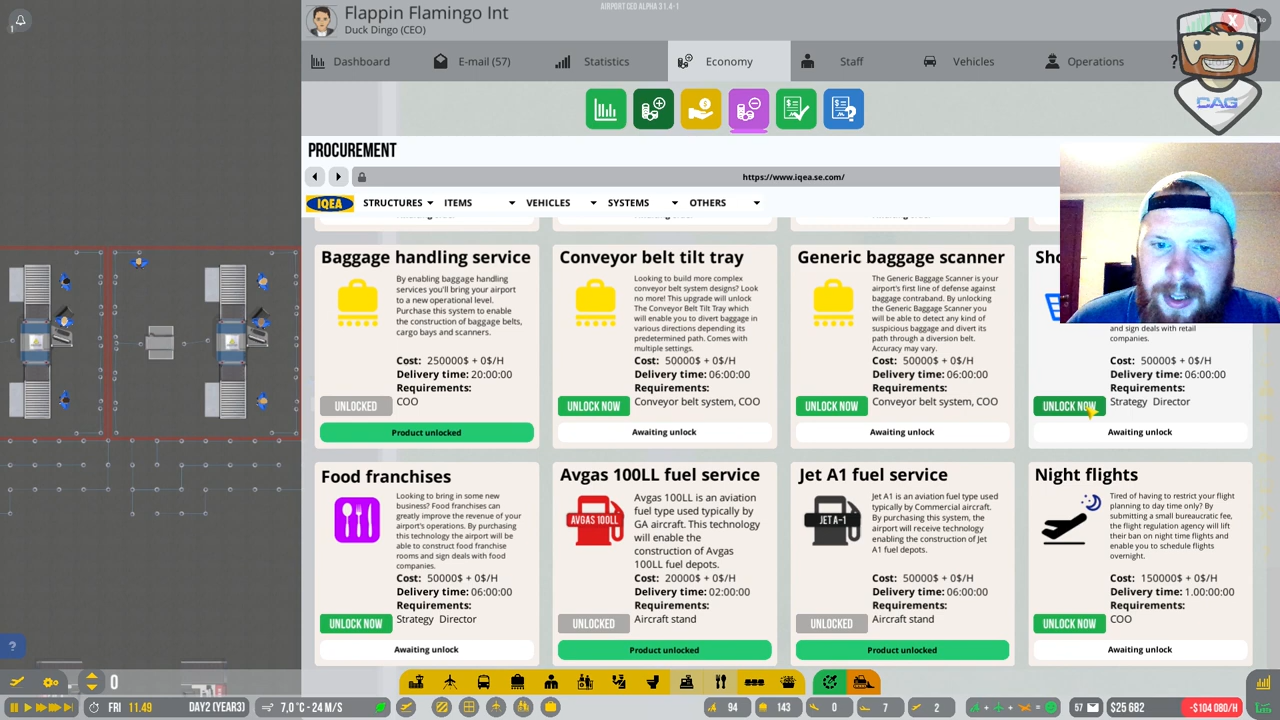 AIRPORT CEO ALPHA 31.4-1
Flappin Flamingo Int
Duck Dingo (CEO)
1
Dashboard
E-mail (57)
Statistics
Economy
Staff
Vehicles
Operations
?
CAG
PROCUREMENT
https://www.iqea.se.com/
IQEA
STRUCTURES
ITEMS
VEHICLES
SYSTEMS
OTHERS
Baggage handling service
By enabling baggage handling
services you'll bring your airport
to a new operational level.
Purchase this system to enable
the construction of baggage belts,
cargo bays and scanners.
Cost: 250000$ + 0$/H
Delivery time: 20:00:00
Requirements:
COO
UNLOCKED
Product unlocked
Conveyor belt tilt tray
Looking to build more complex
conveyor belt system designs? Look
no more! This upgrade will unlock
The Conveyor Belt Tilt Tray which
will enable you to divert baggage in
various directions depending its
predetermined path. Comes with
multiple settings.
Cost: 50000$ + 0$/H
Delivery time: 06:00:00
Requirements:
Conveyor belt system, COO
UNLOCK NOW
Awaiting unlock
Generic baggage scanner
The Generic Baggage Scanner is your
airport's first line of defense against
baggage contraband. By unlocking
the Generic Baggage Scanner you
will be able to detect any kind of
suspicious baggage and divert its
path through a diversion belt.
Accuracy may vary.
Cost: 50000$ + 0$/H
Delivery time: 06:00:00
Requirements:
Conveyor belt system, COO
UNLOCK NOW
Awaiting unlock
Sho
and sign deals with retail
companies.
Cost: 50000$ + 0$/H
Delivery time: 06:00:00
Requirements:
Strategy Director
UNLOCK NOW
Awaiting unlock
Food franchises
Looking to bring in some new
business? Food franchises can
greatly improve the revenue of your
airport's operations. By purchasing
this technology the airport will be
able to construct food franchise
rooms and sign deals with food
companies.
Cost: 50000$ + 0$/H
Delivery time: 06:00:00
Requirements:
Strategy Director
UNLOCK NOW
Awaiting unlock
Avgas 100LL fuel service
AVGAS 100LL
Avgas 100LL is an aviation
fuel type used typically by
GA aircraft. This technology
will enable the
construction of Avgas
100LL fuel depots.
Cost: 20000$ + 0$/H
Delivery time: 02:00:00
Requirements:
Aircraft stand
UNLOCKED
Product unlocked
Jet A1 fuel service
JET A-1
Jet A1 is an aviation fuel type used
typically by Commercial aircraft.
By purchasing this system, the
airport will receive technology
enabling the construction of Jet
A1 fuel depots.
Cost: 50000$ + 0$/H
Delivery time: 06:00:00
Requirements:
Aircraft stand
UNLOCKED
Product unlocked
Night flights
Tired of having to restrict your flight
planning to day time only? By
submitting a small bureaucratic fee,
the flight regulation agency will lift
their ban on night time flights and
enable you to schedule flights
overnight.
Cost: 150000$ + 0$/H
Delivery time: 1.00:00:00
Requirements:
COO
UNLOCK NOW
Awaiting unlock
?
0
FRI 11.49
DAY2 (YEAR3)
7,0°C - 24 M/S
94
143
0
7
2
57
$25 682
-$104 080/H